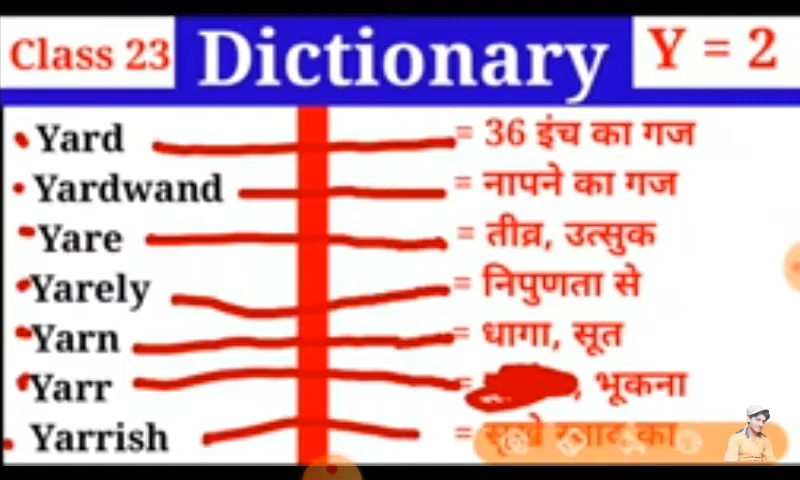 Class 23 Dictionary Y = 2
Yard = 36 इंच का गज
Yardwand = नापने का गज
Yare = तीव्र, उत्सुक
Yarely = निपुणता से
Yarn = धागा, सूत
Yarr = , भूकना
Yarrish = सूखे स्वाद का